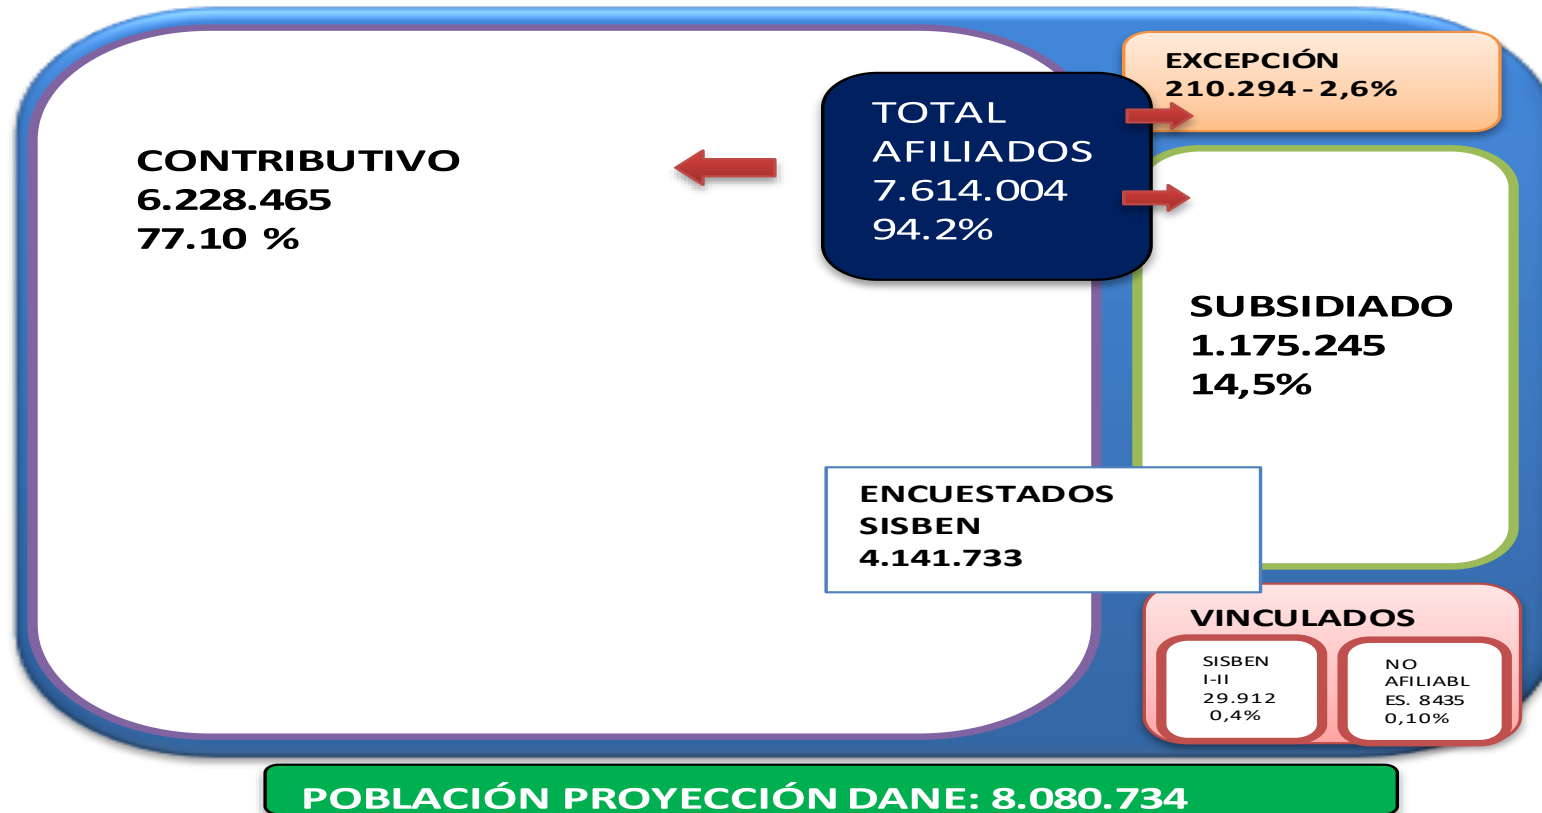 CONTRIBUTIVO
6.228.465
77.10 %
TOTAL
AFILIADOS
7.614.004
94.2%
EXCEPCIÓN
210.294 - 2,6%
SUBSIDIADO
1.175.245
14,5%
ENCUESTADOS
SISBEN
4.141.733
VINCULADOS
SISBEN
I-II
29.912
0,4%
NO
AFILIABL
ES. 8435
0,10%
POBLACIÓN PROYECCIÓN DANE: 8.080.734